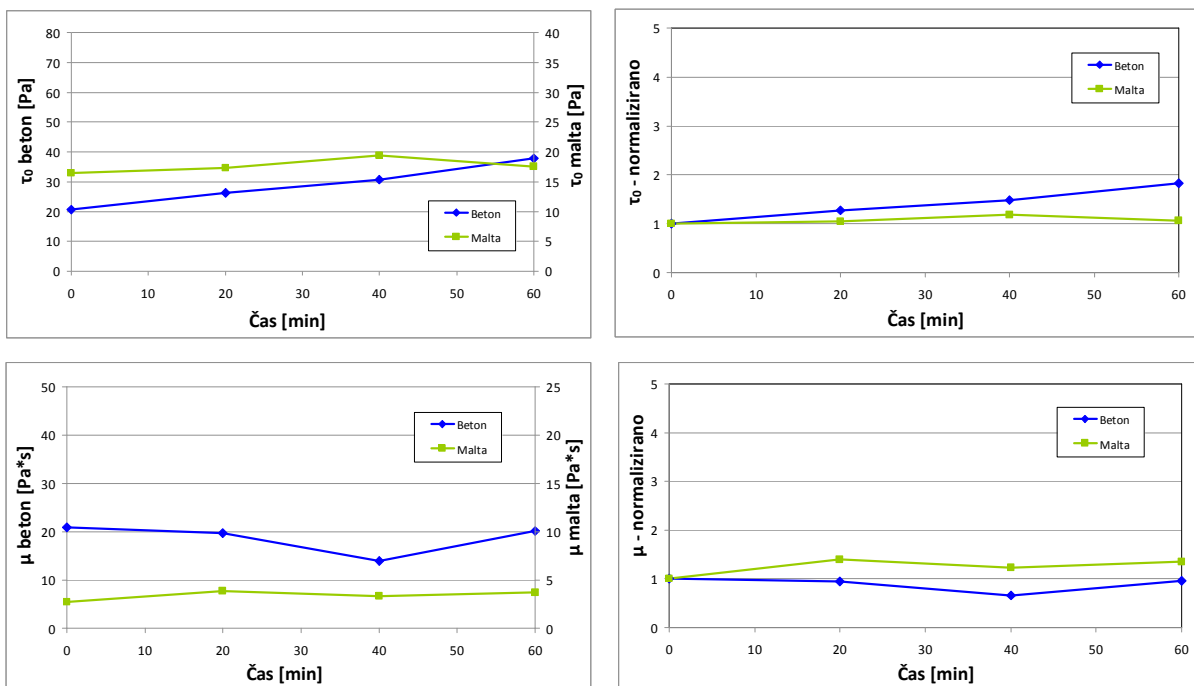 τ₀ beton [Pa]
80
70
60
50
40
30
20
10
0
40
35
30
25
20
15
10
5
0
τ₀ malta [Pa]
Beton
Malta
0 10 20 30 40 50 60
Čas [min]
τ₀ - normalizirano
5
4
3
2
1
0
Beton
Malta
0 10 20 30 40 50 60
Čas [min]
μ beton [Pa*s]
50
40
30
20
10
0
25
20
15
10
5
0
μ malta [Pa*s]
Beton
Malta
0 10 20 30 40 50 60
Čas [min]
μ - normalizirano
5
4
3
2
1
0
Beton
Malta
0 10 20 30 40 50 60
Čas [min]